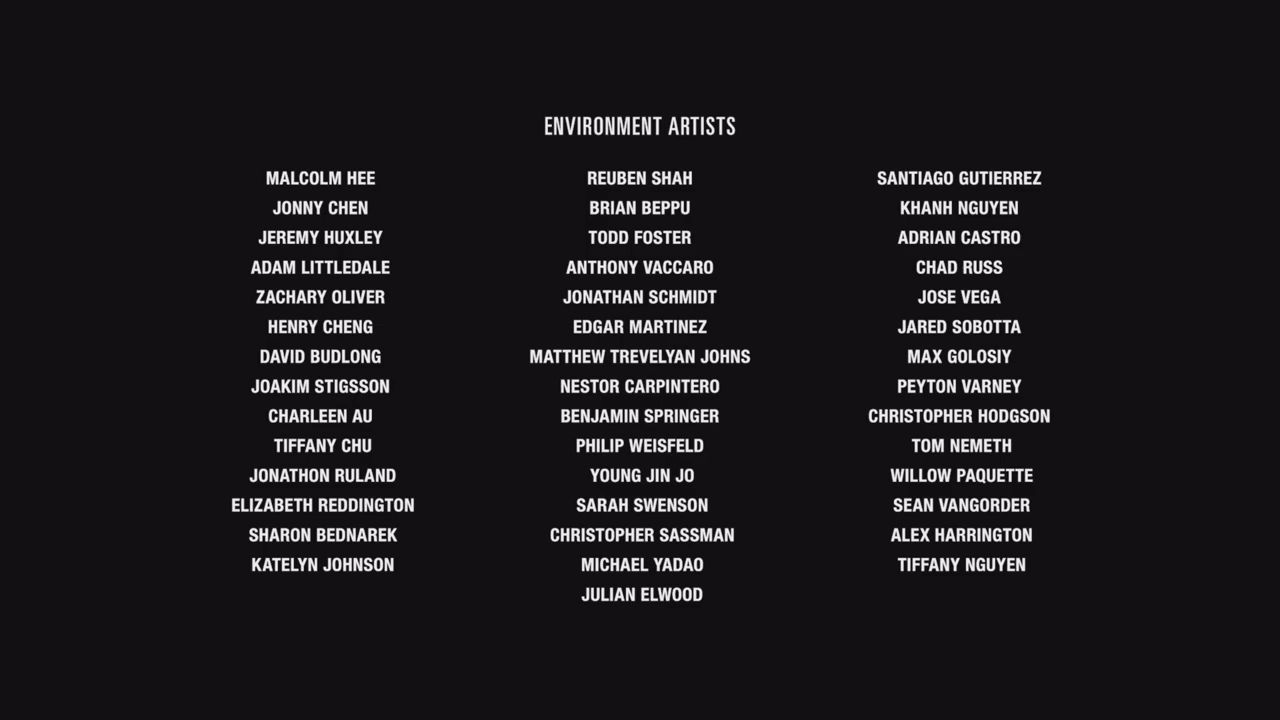 ENVIRONMENT ARTISTS
MALCOLM HEE
JONNY CHEN
JEREMY HUXLEY
ADAM LITTLEDALE
ZACHARY OLIVER
HENRY CHENG
DAVID BUDLONG
JOAKIM STIGSSON
CHARLEEN AU
TIFFANY CHU
JONATHON RULAND
ELIZABETH REDDINGTON
SHARON BEDNAREK
KATELYN JOHNSON
REUBEN SHAH
BRIAN BEPPU
TODD FOSTER
ANTHONY VACCARO
JONATHAN SCHMIDT
EDGAR MARTINEZ
MATTHEW TREVELYAN JOHNS
NESTOR CARPINTERO
BENJAMIN SPRINGER
PHILIP WEISFELD
YOUNG JIN JO
SARAH SWENSON
CHRISTOPHER SASSMAN
MICHAEL YADAO
JULIAN ELWOOD
SANTIAGO GUTIERREZ
KHANH NGUYEN
ADRIAN CASTRO
CHAD RUSS
JOSE VEGA
JARED SOBOTTA
MAX GOLOSIY
PEYTON VARNEY
CHRISTOPHER HODGSON
TOM NEMETH
WILLOW PAQUETTE
SEAN VANGORDER
ALEX HARRINGTON
TIFFANY NGUYEN